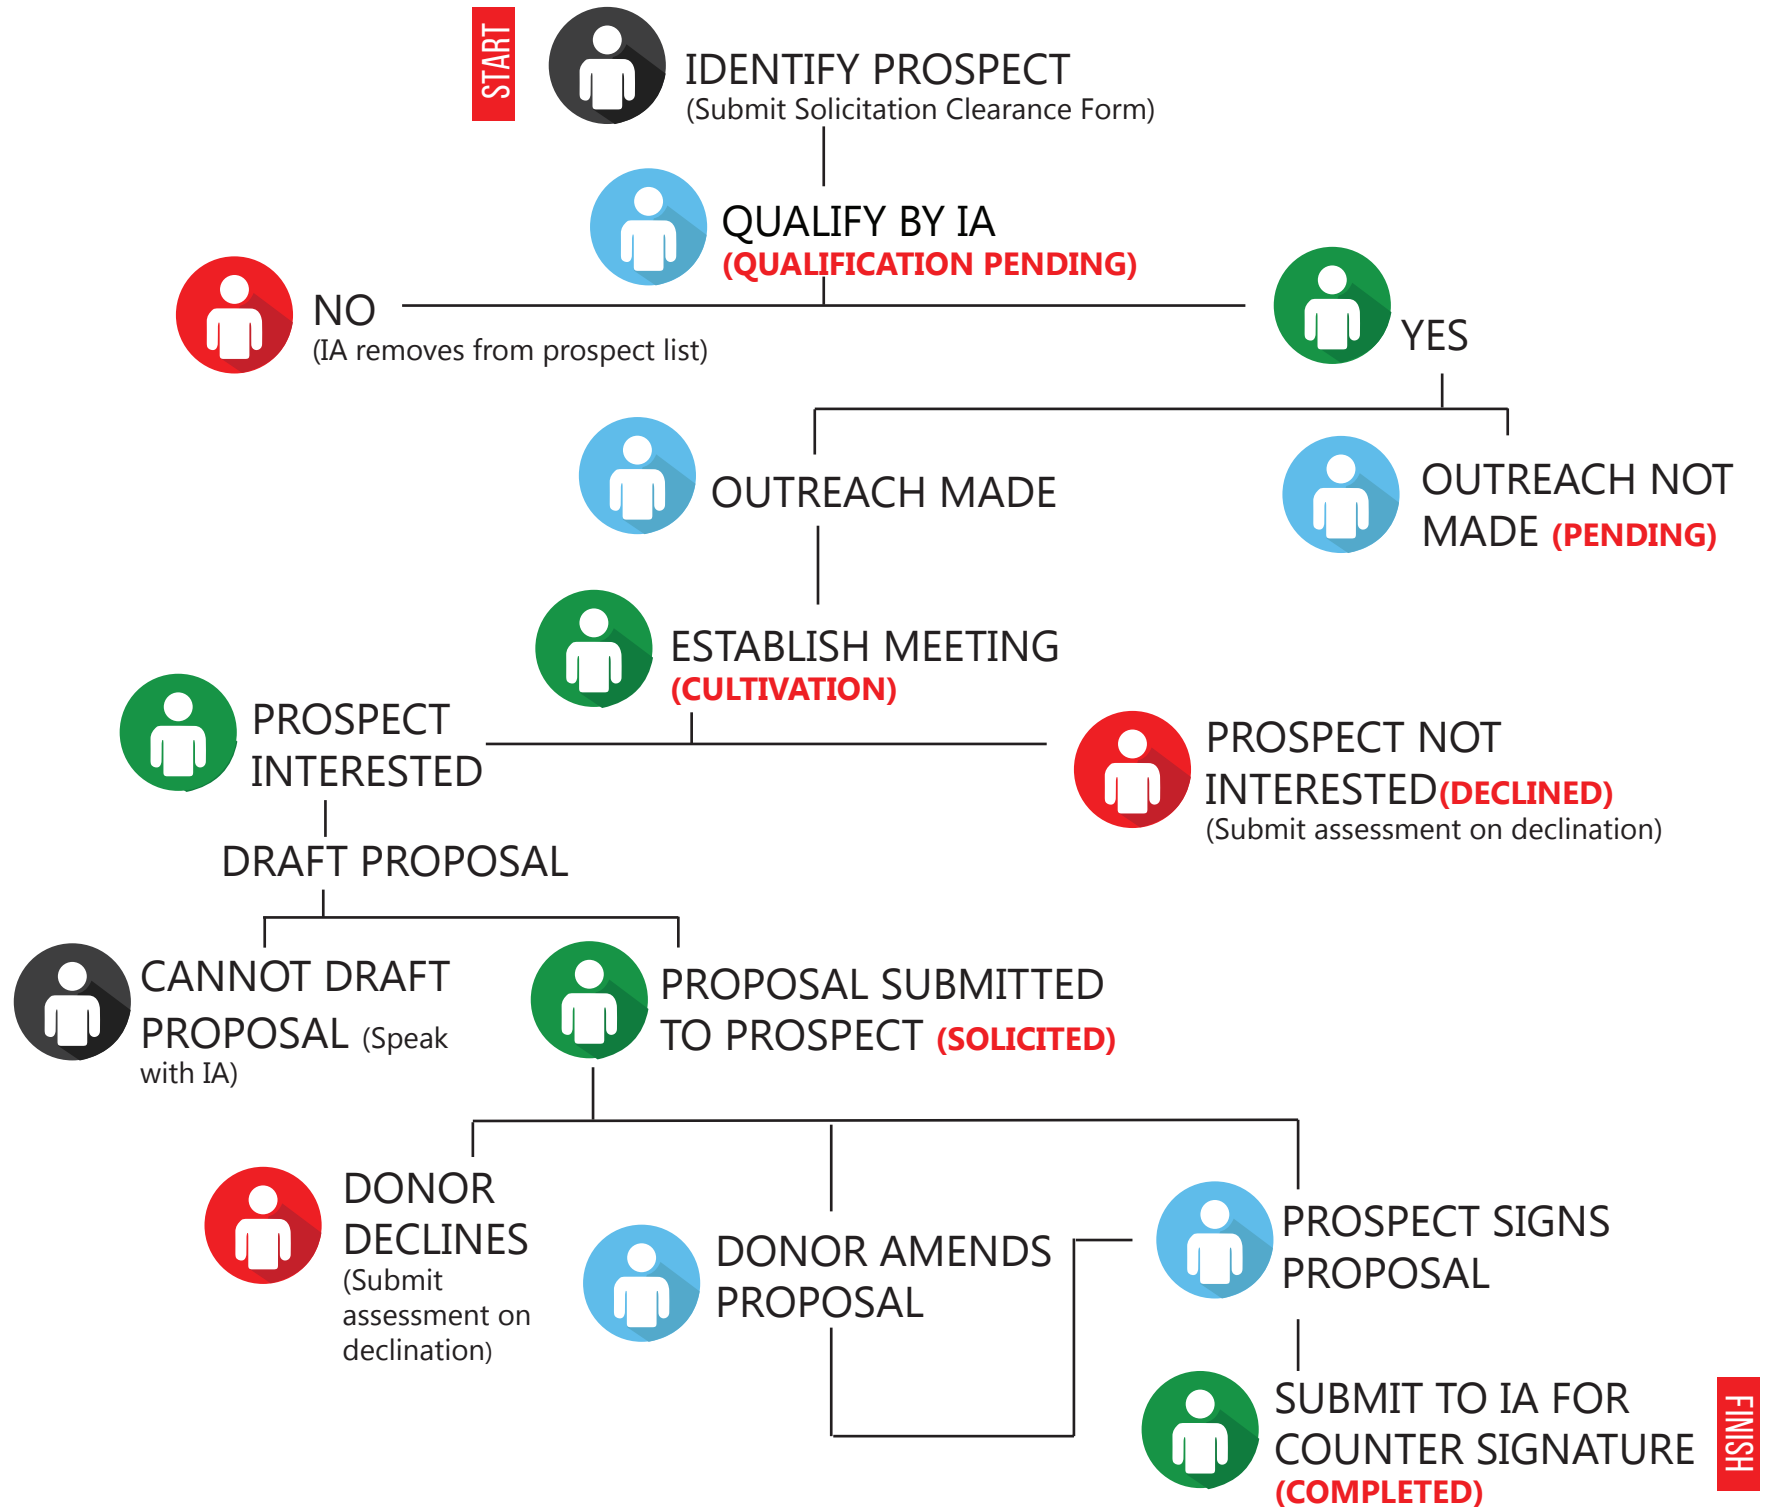 START
IDENTIFY PROSPECT
(Submit Solicitation Clearance Form)
QUALIFY BY IA
(QUALIFICATION PENDING)
NO
(IA removes from prospect list)
YES
OUTREACH MADE
OUTREACH NOT
MADE (PENDING)
ESTABLISH MEETING
(CULTIVATION)
PROSPECT
INTERESTED
PROSPECT NOT
INTERESTED(DECLINED)
(Submit assessment on declination)
DRAFT PROPOSAL
CANNOT DRAFT
PROPOSAL (Speak
with IA)
PROPOSAL SUBMITTED
TO PROSPECT (SOLICITED)
DONOR
DECLINES
(Submit
assessment on
declination)
DONOR AMENDS
PROPOSAL
PROSPECT SIGNS
PROPOSAL
SUBMIT TO IA FOR
COUNTER SIGNATURE
(COMPLETED)
FINISH